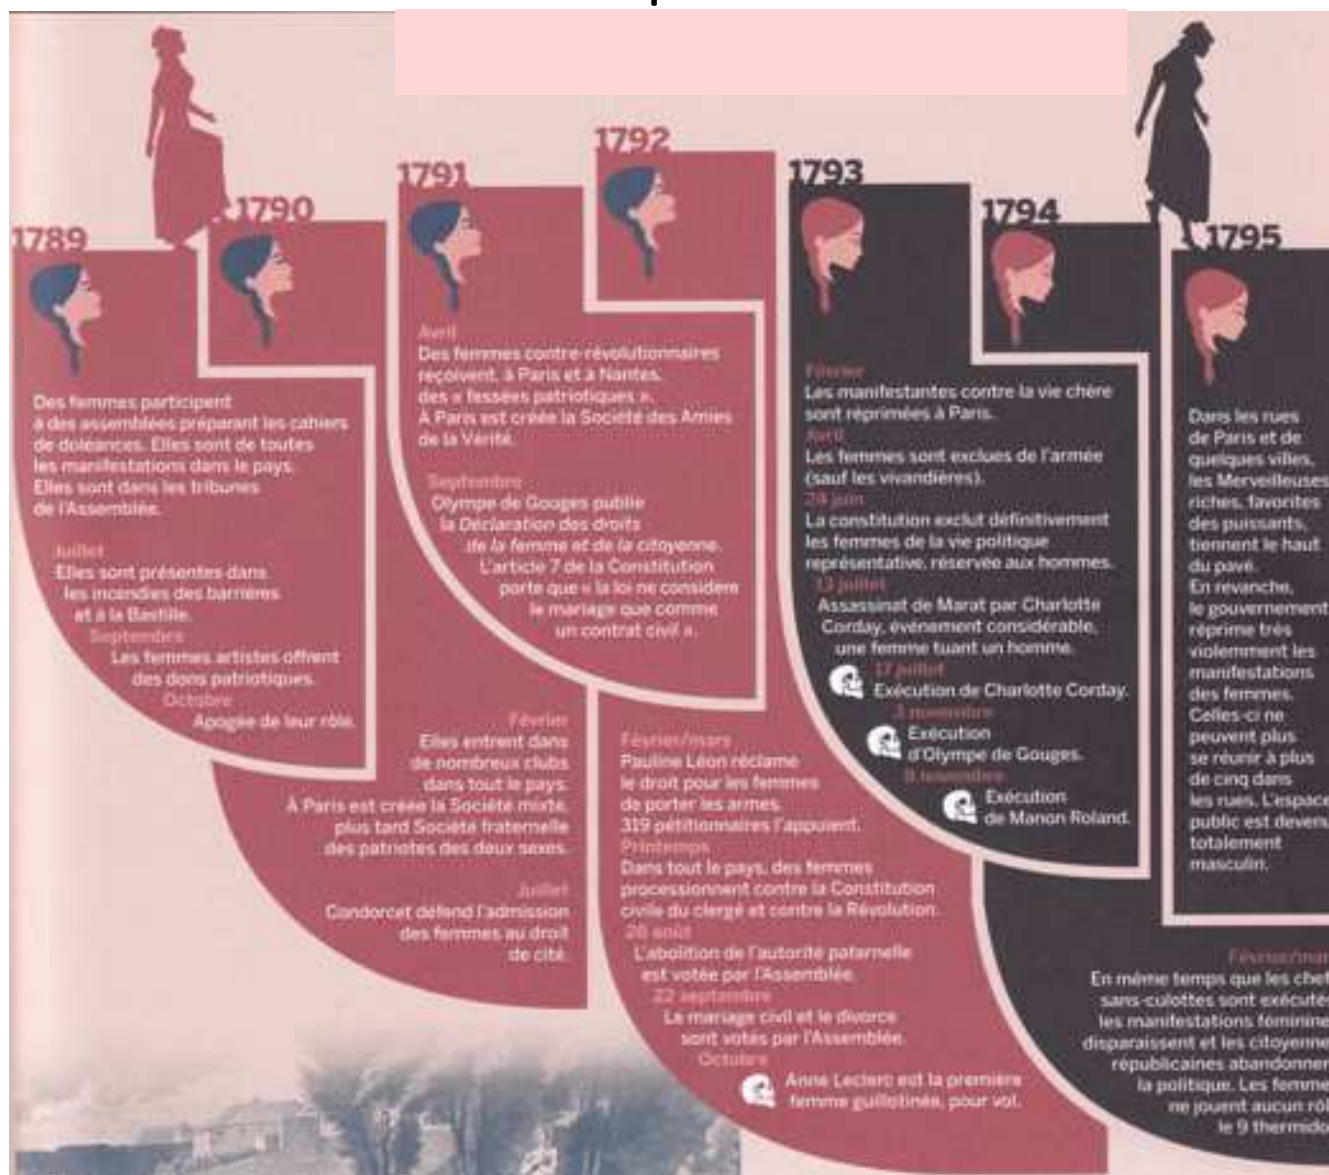 1789
Des femmes participent
à des assemblées préparant les cahiers
de doléances. Elles sont de toutes
les manifestations dans le pays.
Elles sont dans les tribunes
de l'Assemblée.
Juillet
Elles sont présentes dans
les incendies des barrières
et à la Bastille.
Septembre
Les femmes artistes offrent
des dons patriotiques.
Octobre
Apogée de leur rôle.
1790
Février
Elles entrent dans
de nombreux clubs
dans tout le pays.
À Paris est créée la Société mixte,
plus tard Société fraternelle
des patriotes des deux sexes.
Juillet
Condorcet défend l'admission
des femmes au droit
de cité.
1791
Avril
Des femmes contre-révolutionnaires
reçoivent, à Paris et à Nantes,
des « fessées patriotiques ».
À Paris est créée la Société des Amies
de la Vérité.
Septembre
Olympe de Gouges publie
la Déclaration des droits
de la femme et de la citoyenne.
L'article 7 de la Constitution
porte que « la loi ne considère
le mariage que comme
un contrat civil ».
1792
Février/mars
Pauline Léon réclame
le droit pour les femmes
de porter les armes.
319 pétitionnaires l'appuient.
Printemps
Dans tout le pays, des femmes
processionnent contre la Constitution
civile du clergé et contre la Révolution.
28 août
L'abolition de l'autorité paternelle
est votée par l'Assemblée.
22 septembre
Le mariage civil et le divorce
sont votés par l'Assemblée.
Octobre
Anne Leclerc est la première
femme guillotinée, pour vol.
1793
Février
Les manifestantes contre la vie chère
sont réprimées à Paris.
Avril
Les femmes sont exclues de l'armée
(sauf les vivandières).
24 juin
La constitution exclut définitivement
les femmes de la vie politique
représentative, réservée aux hommes.
13 juillet
Assassinat de Marat par Charlotte
Corday, événement considérable,
une femme tuant un homme.
17 juillet
Exécution de Charlotte Corday.
3 novembre
Exécution
d'Olympe de Gouges.
8 novembre
Exécution
de Manon Roland.
1794
Février/mar
En même temps que les chef
sans-culottes sont exécutés
les manifestations féminine
disparaissent et les citoyenne
républicaines abandonner
la politique. Les femme
ne jouent aucun rôl
le 9 thermido
1795
Dans les rues
de Paris et de
quelques villes,
les Merveilleuses
riches, favorites
des puissants,
tiennent le haut
du pavé.
En revanche,
le gouvernement
réprime très
violemment les
manifestations
des femmes.
Celles-ci ne
peuvent plus
se réunir à plus
de cinq dans
les rues. L'espace
public est devenu
totalement
masculin.